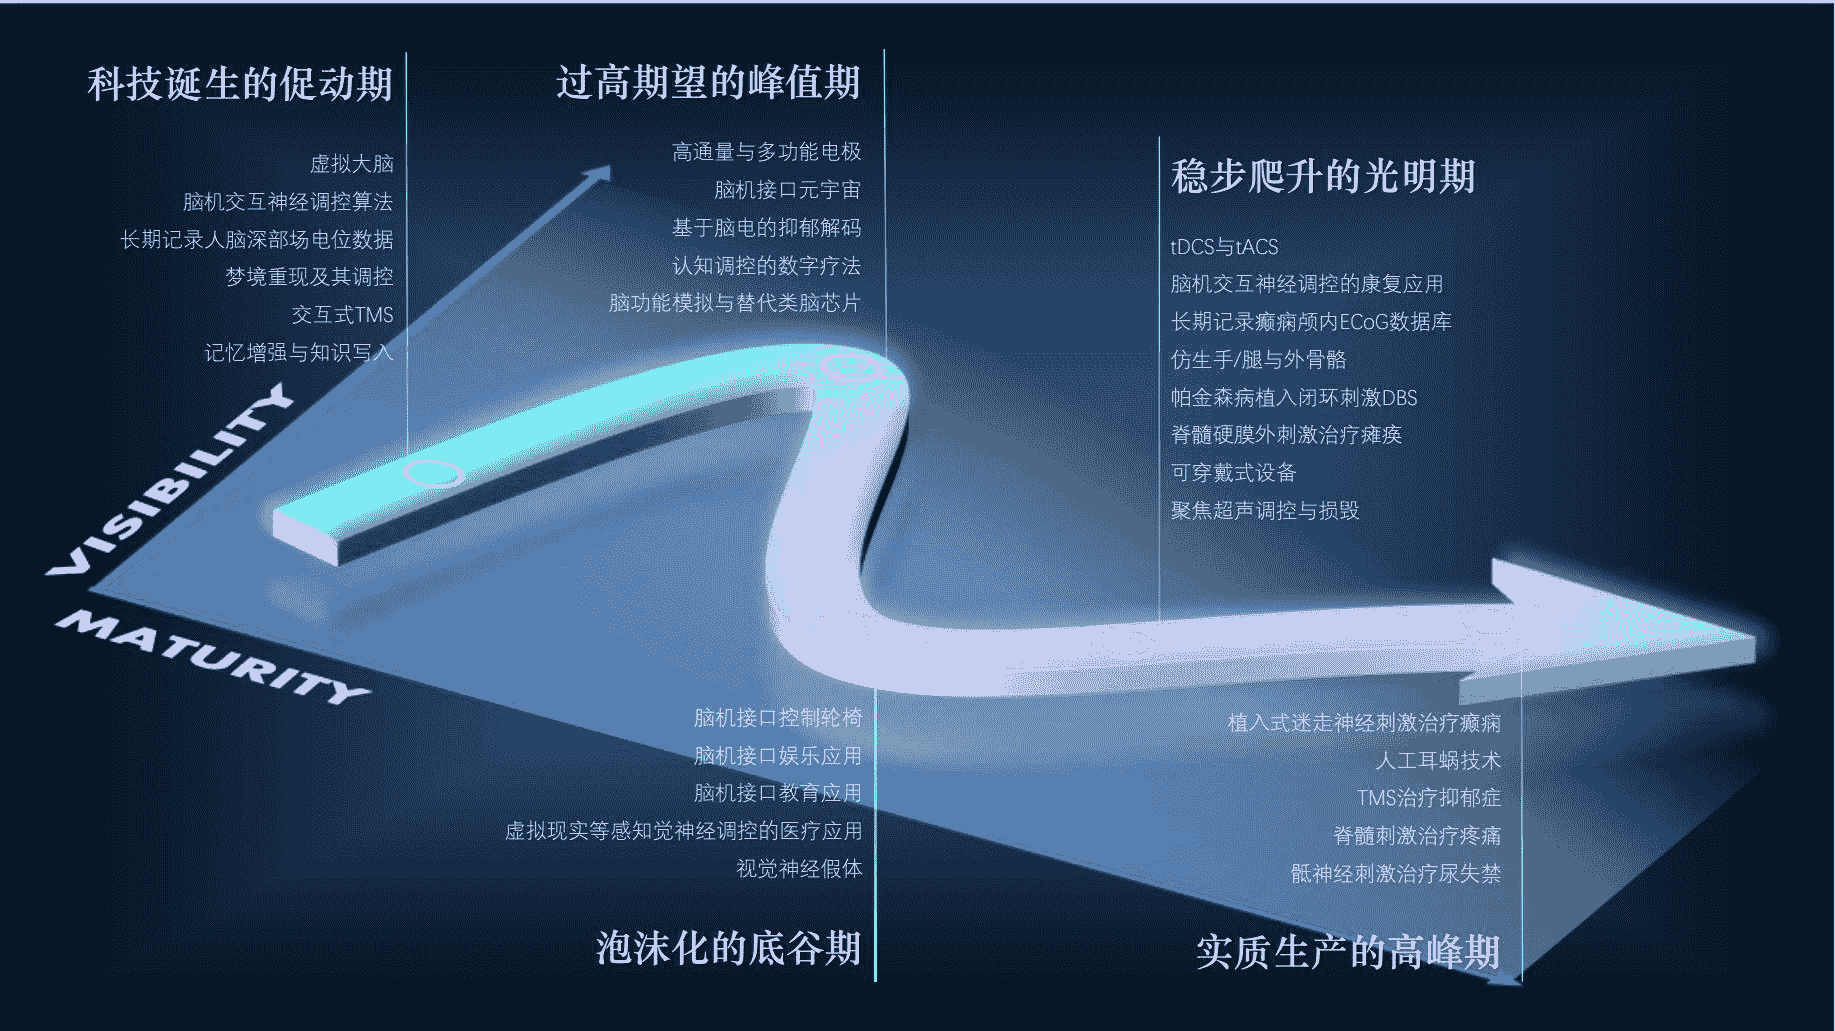 科技诞生的促动期
虚拟大脑
脑机交互神经调控算法
长期记录人脑深部场电位数据
梦境重现及其调控
交互式TMS
记忆增强与知识写入
过高期望的峰值期
高通量与多功能电极
脑机接口元宇宙
基于脑电的抑郁解码
认知调控的数字疗法
脑功能模拟与替代类脑芯片
稳步爬升的光明期
tDCS与tACS
脑机交互神经调控的康复应用
长期记录癫痫颅内ECoG数据库
仿生手/腿与外骨骼
帕金森病植入闭环刺激DBS
脊髓硬膜外刺激治疗瘫痪
可穿戴式设备
聚焦超声调控与损毁
VISIBILITY
MATURITY
脑机接口控制轮椅
脑机接口娱乐应用
脑机接口教育应用
虚拟现实等感知觉神经调控的医疗应用
视觉神经假体
泡沫化的底谷期
植入式迷走神经刺激治疗癫痫
人工耳蜗技术
TMS治疗抑郁症
脊髓刺激治疗疼痛
骶神经刺激治疗尿失禁
实质生产的高峰期